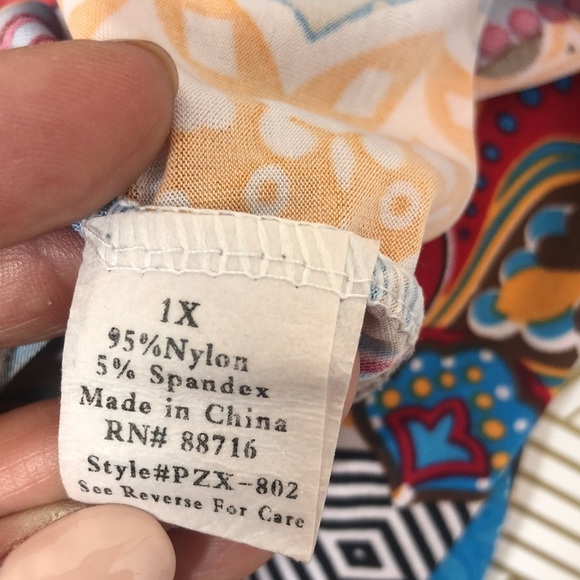 1X
95%Nylon
5% Spandex
Made in China
RN# 88716
Style#PZX-802
See Reverse For Care